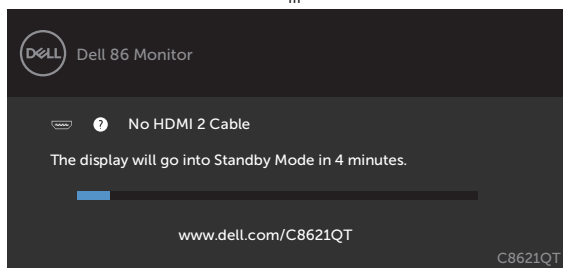 DELL
Dell 86 Monitor
? No HDMI 2 Cable
The display will go into Standby Mode in 4 minutes.
www.dell.com/C8621QT
C8621QT